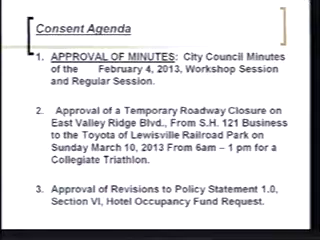 Consent Agenda
1. APPROVAL OF MINUTES: City Council Minutes
of the February 4, 2013, Workshop Session
and Regular Session.
2. Approval of a Temporary Roadway Closure on
East Valley Ridge Blvd., From S.H. 121 Business
to the Toyota of Lewisville Railroad Park on
Sunday March 10, 2013 From 6am – 1 pm for a
Collegiate Triathlon.
3. Approval of Revisions to Policy Statement 1.0,
Section VI, Hotel Occupancy Fund Request.